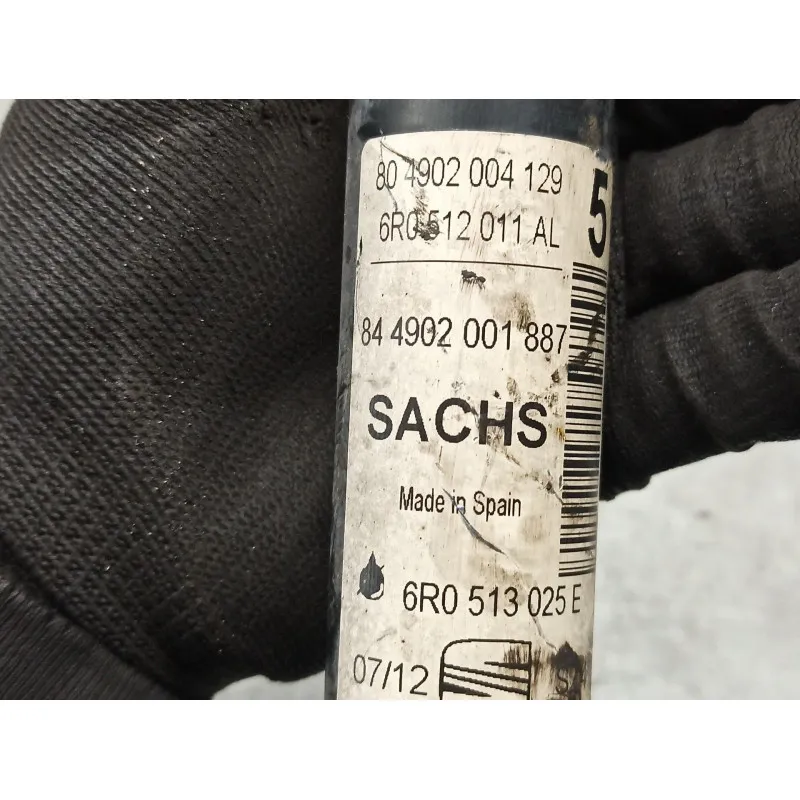 80 4902 004 129
6R0 512 011 AL
5
84 4902 001 887
SACHS
Made in Spain
6R0 513 025 E
07/12